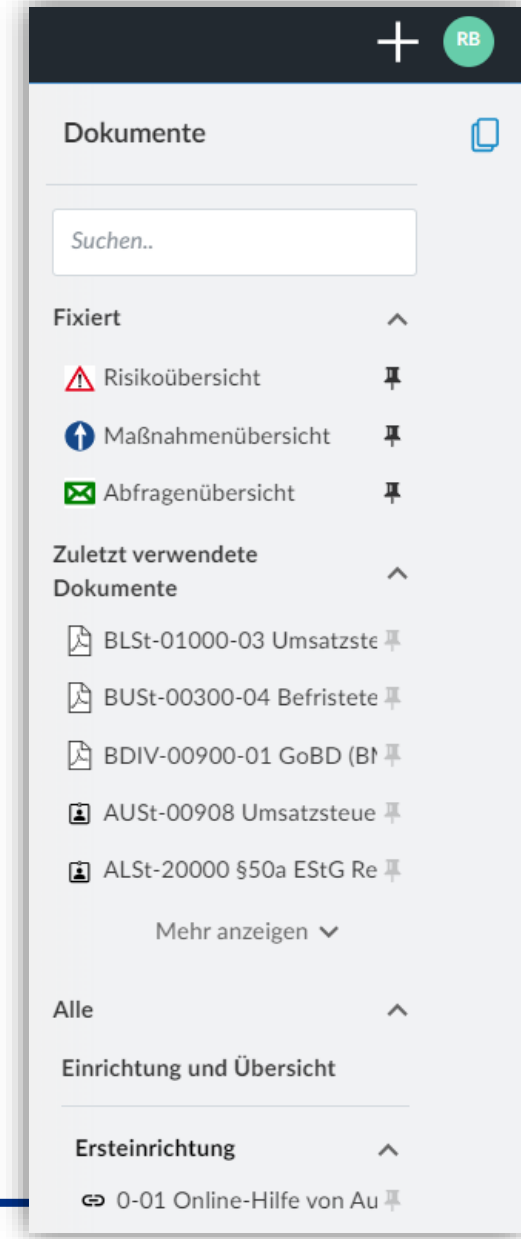 RB
Dokumente
Suchen..
Fixiert
Risikoübersicht
Maßnahmenübersicht
Abfragenübersicht
Zuletzt verwendete
Dokumente
BLSt-01000-03 Umsatzste
BUSt-00300-04 Befristete
BDIV-00900-01 GoBD (BM
AUSt-00908 Umsatzsteue
ALSt-20000 §50a EStG Re
Mehr anzeigen
Alle
Einrichtung und Übersicht
Ersteinrichtung
0-01 Online-Hilfe von Au